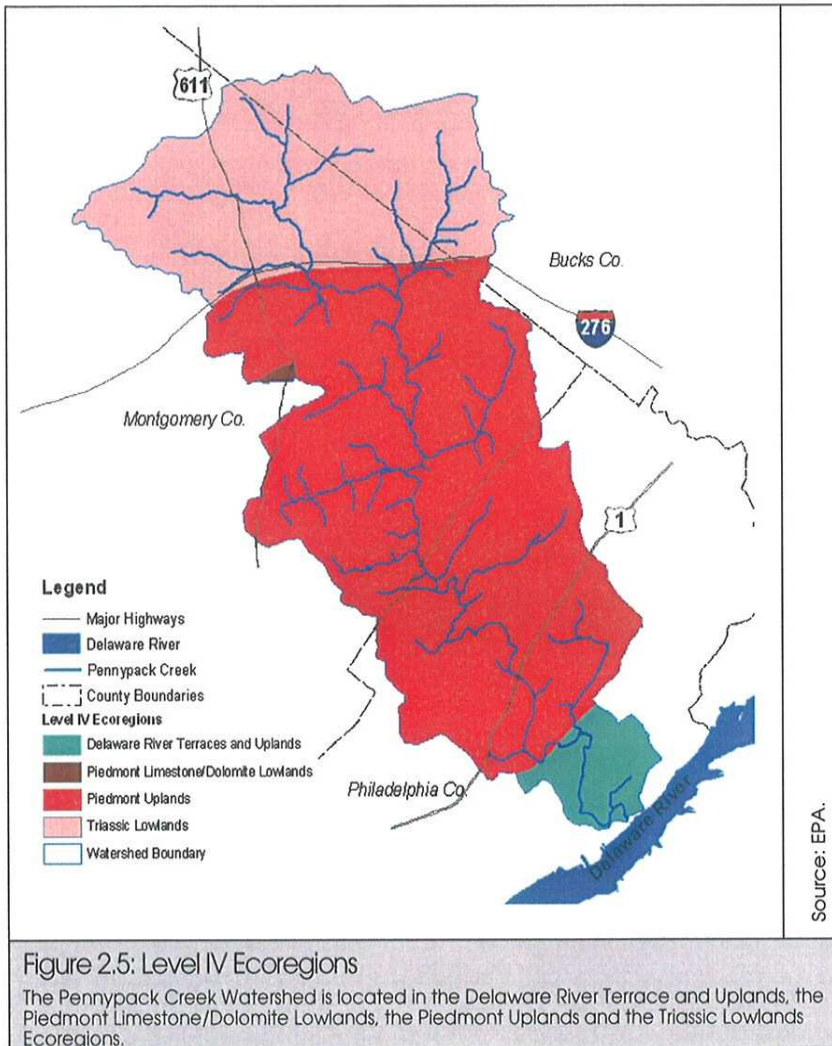 611
Bucks Co.
276
Montgomery Co.
1
Legend
Major Highways
Delaware River
Pennypack Creek
County Boundaries
Level IV Ecoregions
Delaware River Terraces and Uplands
Piedmont Limestone/Dolomite Lowlands
Piedmont Uplands
Triassic Lowlands
Watershed Boundary
Philadelphia Co.
Delaware River
Source: EPA.
Figure 2.5: Level IV Ecoregions
The Pennypack Creek Watershed is located in the Delaware River Terrace and Uplands, the
Piedmont Limestone/Dolomite Lowlands, the Piedmont Uplands and the Triassic Lowlands
Ecoregions.